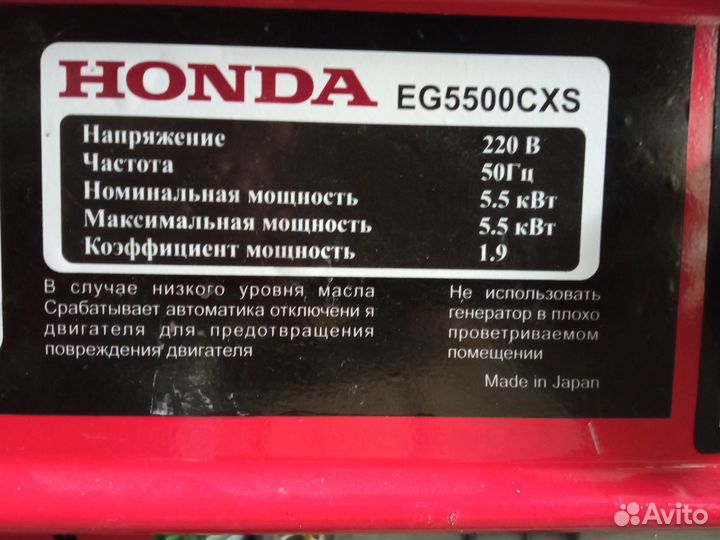 HONDA EG5500CXS
Напряжение 220 В
Частота 50Гц
Номинальная мощность 5.5 кВт
Максимальная мощность 5.5 кВт
Коэффициент мощность 1.9
В случае низкого уровня масла
Срабатывает автоматика отключени я
двигателя для предотвращения
повреждения двигателя
Не использовать
генератор в плохо
проветриваемом
помещении
Made in Japan
Avito